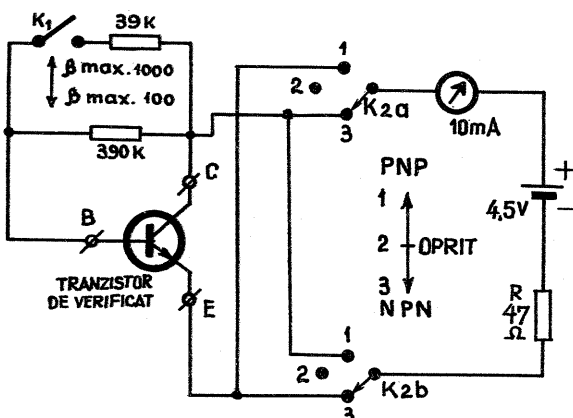 K1
39K
β max.1000
β max.100
390K
C
B
TRANZISTOR
DE VERIFICAT
E
1
2
3
K2a
10mA
+
4,5V
−
PNP
1
2 OPRIT
3
NPN
R
47
Ω
1
2
3
K2b